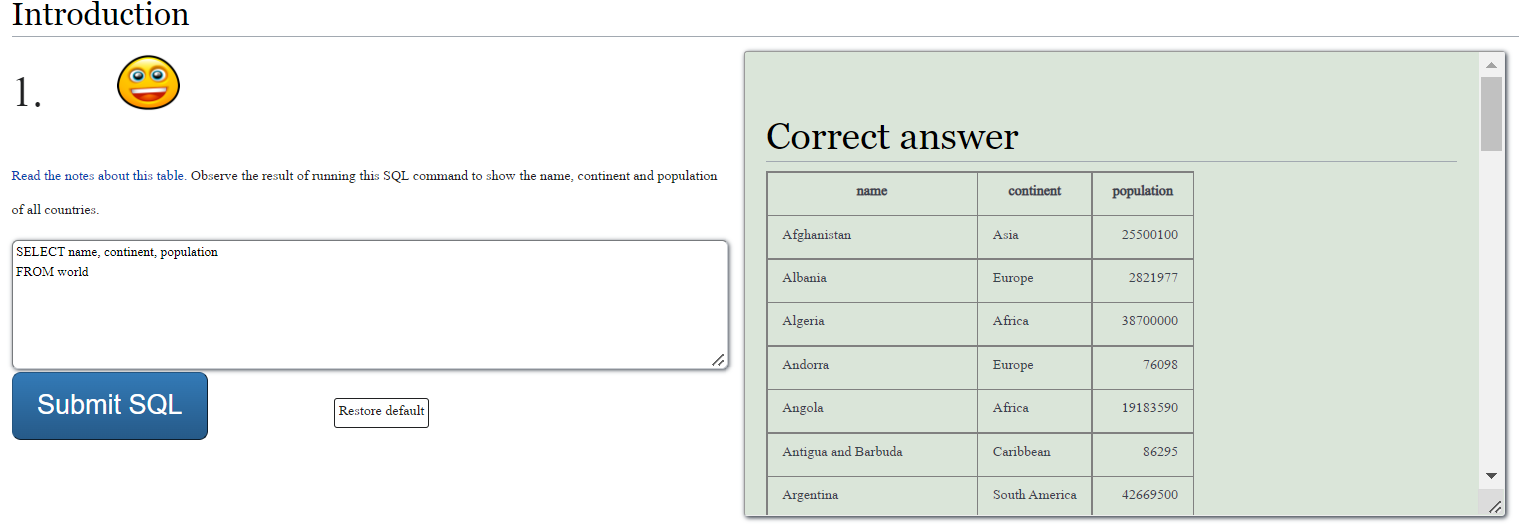 Introduction
1.
Read the notes about this table. Observe the result of running this SQL command to show the name, continent and population
of all countries.
SELECT name, continent, population
FROM world
Submit SQL
Restore default
Correct answer
name continent population
Afghanistan Asia 25500100
Albania Europe 2821977
Algeria Africa 38700000
Andorra Europe 76098
Angola Africa 19183590
Antigua and Barbuda Caribbean 86295
Argentina South America 42669500